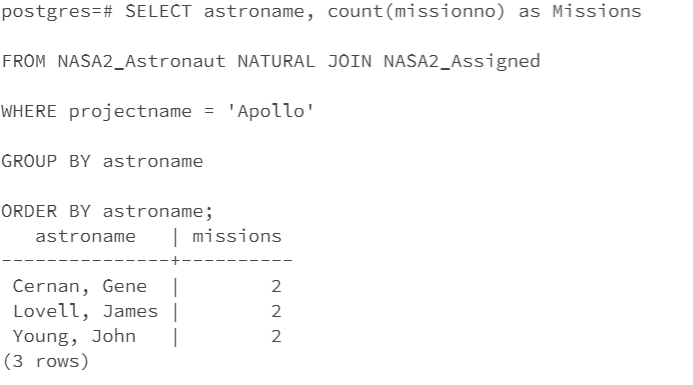 postgres=# SELECT astroname, count(missionno) as Missions
FROM NASA2_Astronaut NATURAL JOIN NASA2_Assigned
WHERE projectname = 'Apollo'
GROUP BY astroname
ORDER BY astroname;
   astroname   | missions
---------------+----------
 Cernan, Gene  |        2
 Lovell, James |        2
 Young, John   |        2
(3 rows)